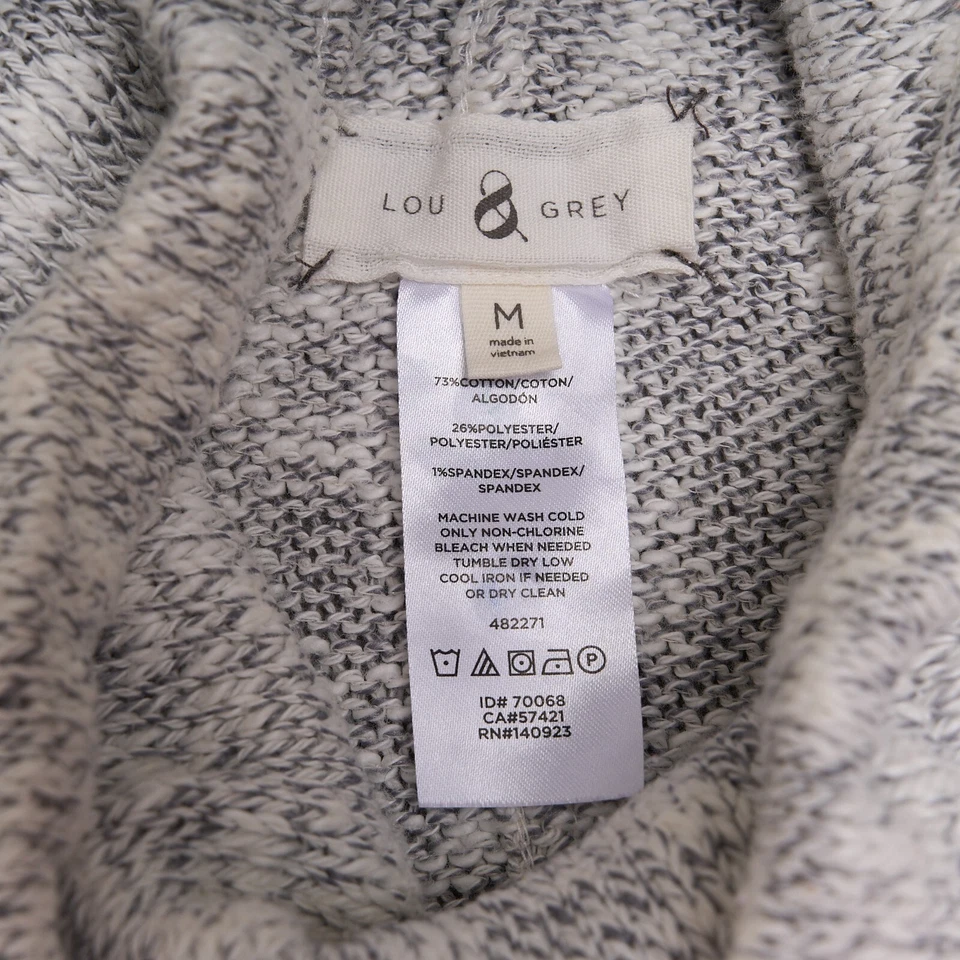 LOU & GREY
M
made in
vietnam
73%COTTON/COTON/
ALGODÓN
26%POLYESTER/
POLYESTER/POLIÉSTER
1%SPANDEX/SPANDEX/
SPANDEX
MACHINE WASH COLD
ONLY NON-CHLORINE
BLEACH WHEN NEEDED
TUMBLE DRY LOW
COOL IRON IF NEEDED
OR DRY CLEAN
482271
P
ID# 70068
CA#57421
RN#140923